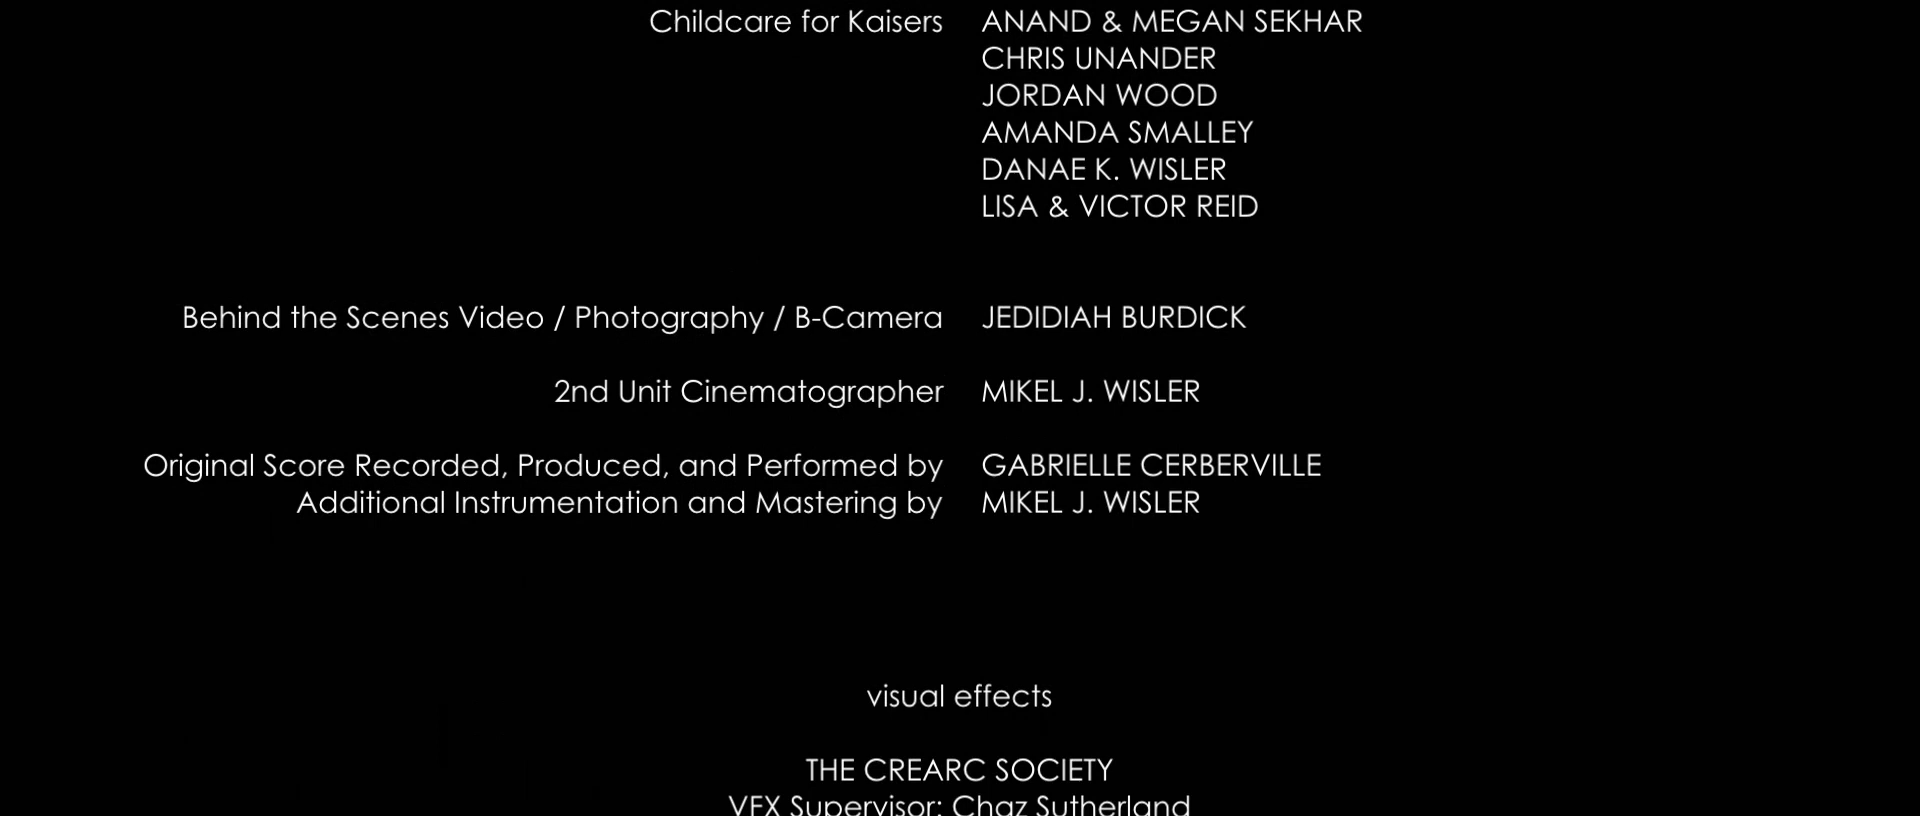 Childcare for Kaisers ANAND & MEGAN SEKHAR
CHRIS UNANDER
JORDAN WOOD
AMANDA SMALLEY
DANAE K. WISLER
LISA & VICTOR REID
Behind the Scenes Video / Photography / B-Camera JEDIDIAH BURDICK
2nd Unit Cinematographer MIKEL J. WISLER
Original Score Recorded, Produced, and Performed by GABRIELLE CERBERVILLE
Additional Instrumentation and Mastering by MIKEL J. WISLER
visual effects
THE CREARC SOCIETY
VFX Supervisor: Chaz Sutherland